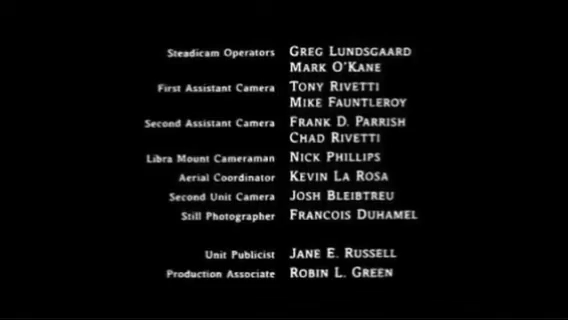 Steadicam Operators GREG LUNDSGAARD
MARK O'KANE
First Assistant Camera TONY RIVETTI
MIKE FAUNTLEROY
Second Assistant Camera FRANK D. PARRISH
CHAD RIVETTI
Libra Mount Cameraman NICK PHILLIPS
Aerial Coordinator KEVIN LA ROSA
Second Unit Camera JOSH BLEIBTREU
Still Photographer FRANCOIS DUHAMEL
Unit Publicist JANE E. RUSSELL
Production Associate ROBIN L. GREEN